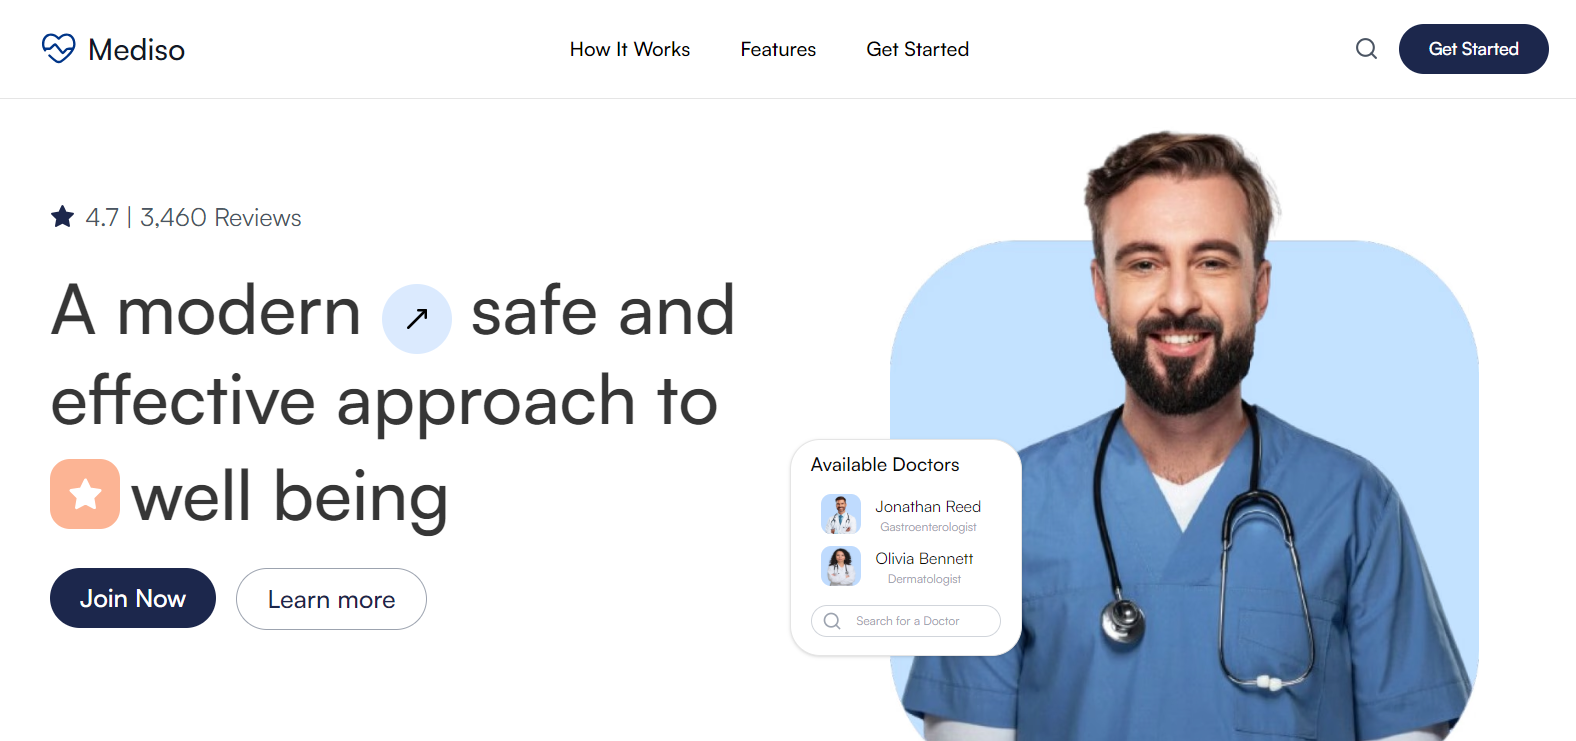 Mediso
How It Works
Features
Get Started
Get Started
4.7 | 3,460 Reviews
A modern safe and
effective approach to
well being
Join Now
Learn more
Available Doctors
Jonathan Reed
Gastroenterologist
Olivia Bennett
Dermatologist
Search for a Doctor